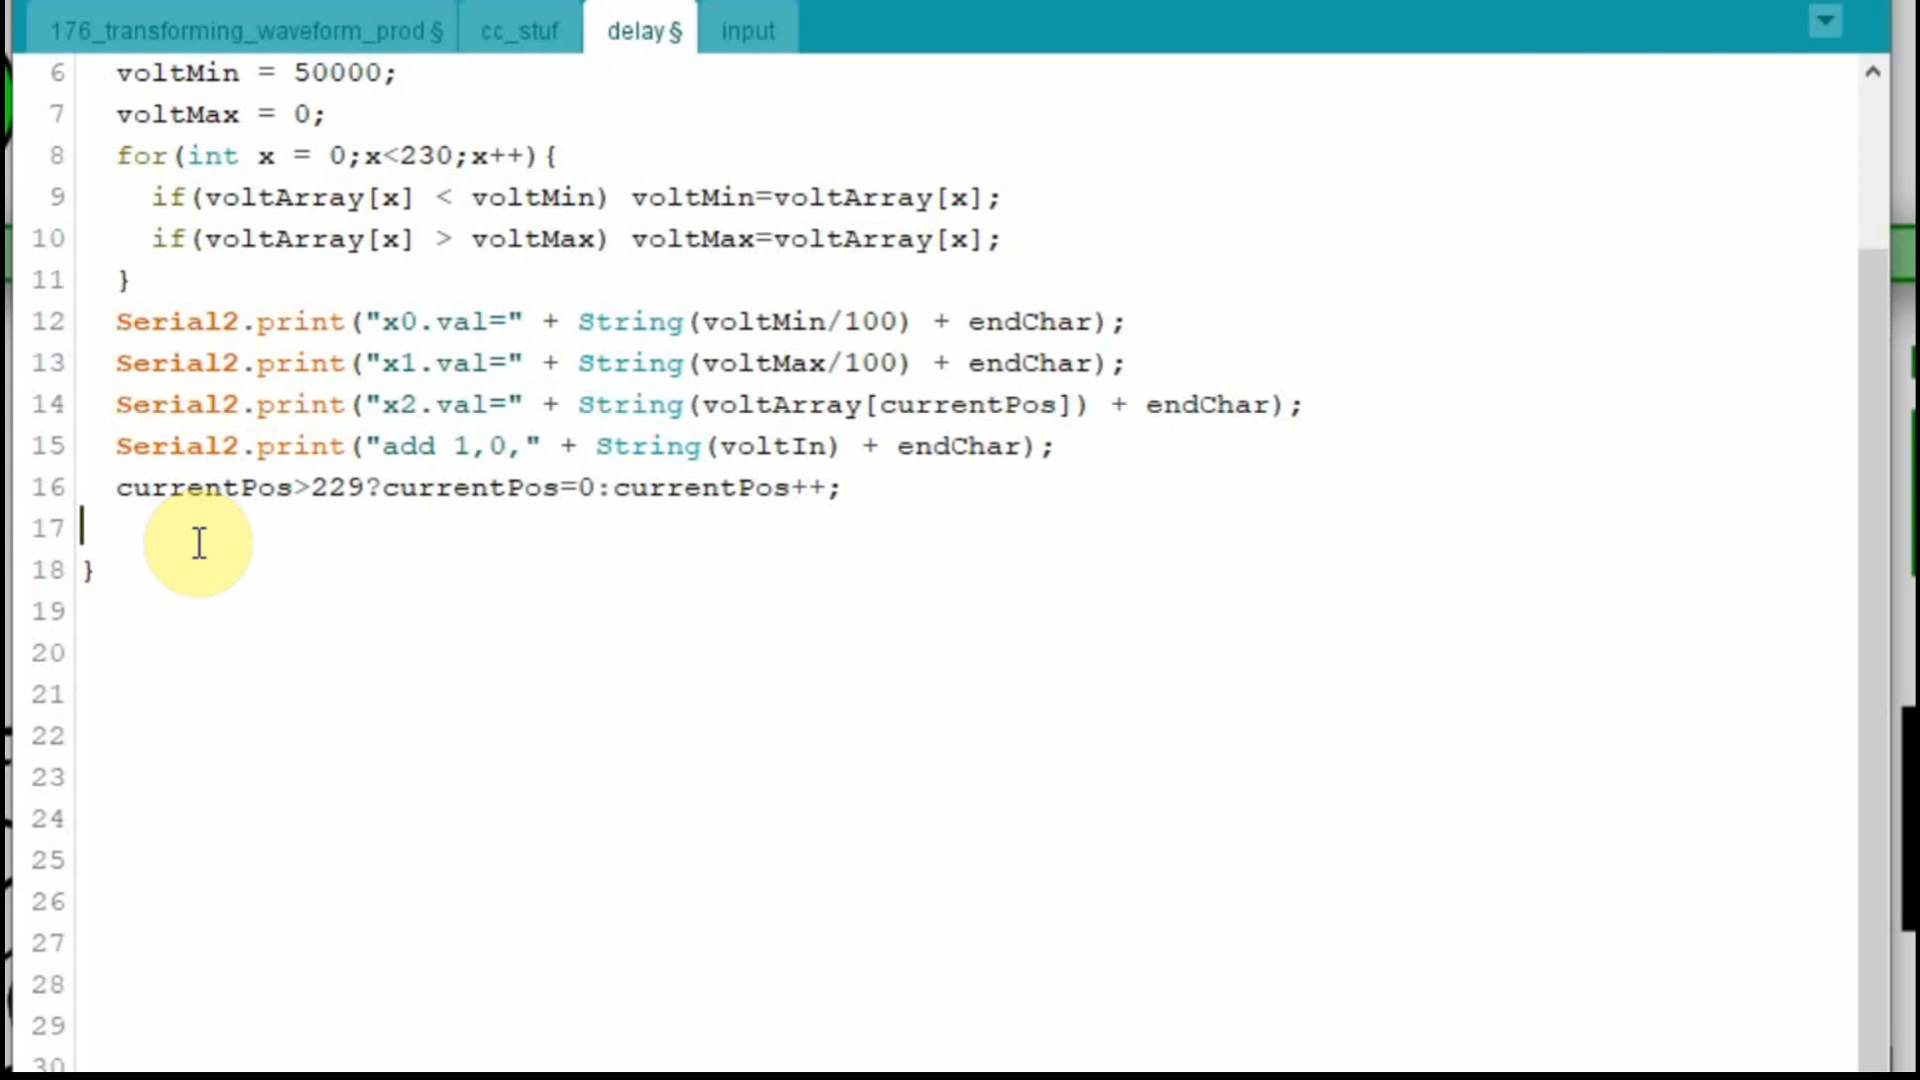 176_transforming_waveform_prod § cc_stuf delay § input
6 voltMin = 50000;
7 voltMax = 0;
8 for(int x = 0;x<230;x++){
9 if(voltArray[x] < voltMin) voltMin=voltArray[x];
10 if(voltArray[x] > voltMax) voltMax=voltArray[x];
11 }
12 Serial2.print("x0.val=" + String(voltMin/100) + endChar);
13 Serial2.print("x1.val=" + String(voltMax/100) + endChar);
14 Serial2.print("x2.val=" + String(voltArray[currentPos]) + endChar);
15 Serial2.print("add 1,0," + String(voltIn) + endChar);
16 currentPos>229?currentPos=0:currentPos++;
17
18 }
19
20
21
22
23
24
25
26
27
28
29
30